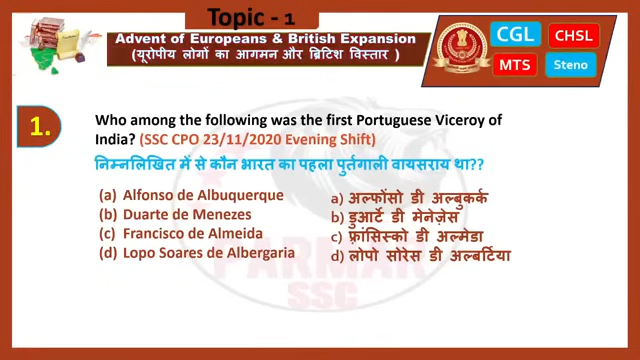 Topic - 1
Advent of Europeans & British Expansion
(यूरोपीय लोगों का आगमन और ब्रिटिश विस्तार )
CGL
CHSL
MTS
Steno
1.
Who among the following was the first Portuguese Viceroy of
India? (SSC CPO 23/11/2020 Evening Shift)
निम्नलिखित में से कौन भारत का पहला पुर्तगाली वायसराय था??
(a) Alfonso de Albuquerque
(b) Duarte de Menezes
(c) Francisco de Almeida
(d) Lopo Soares de Albergaria
a) अल्फोंसो डी अल्बुकर्क
b) डुआर्टे डी मेनेज़ेस
c) फ़्रांसिस्को डी अल्मेडा
d) लोपो सोरेस डी अल्बर्टिया
PARMAR
SSC